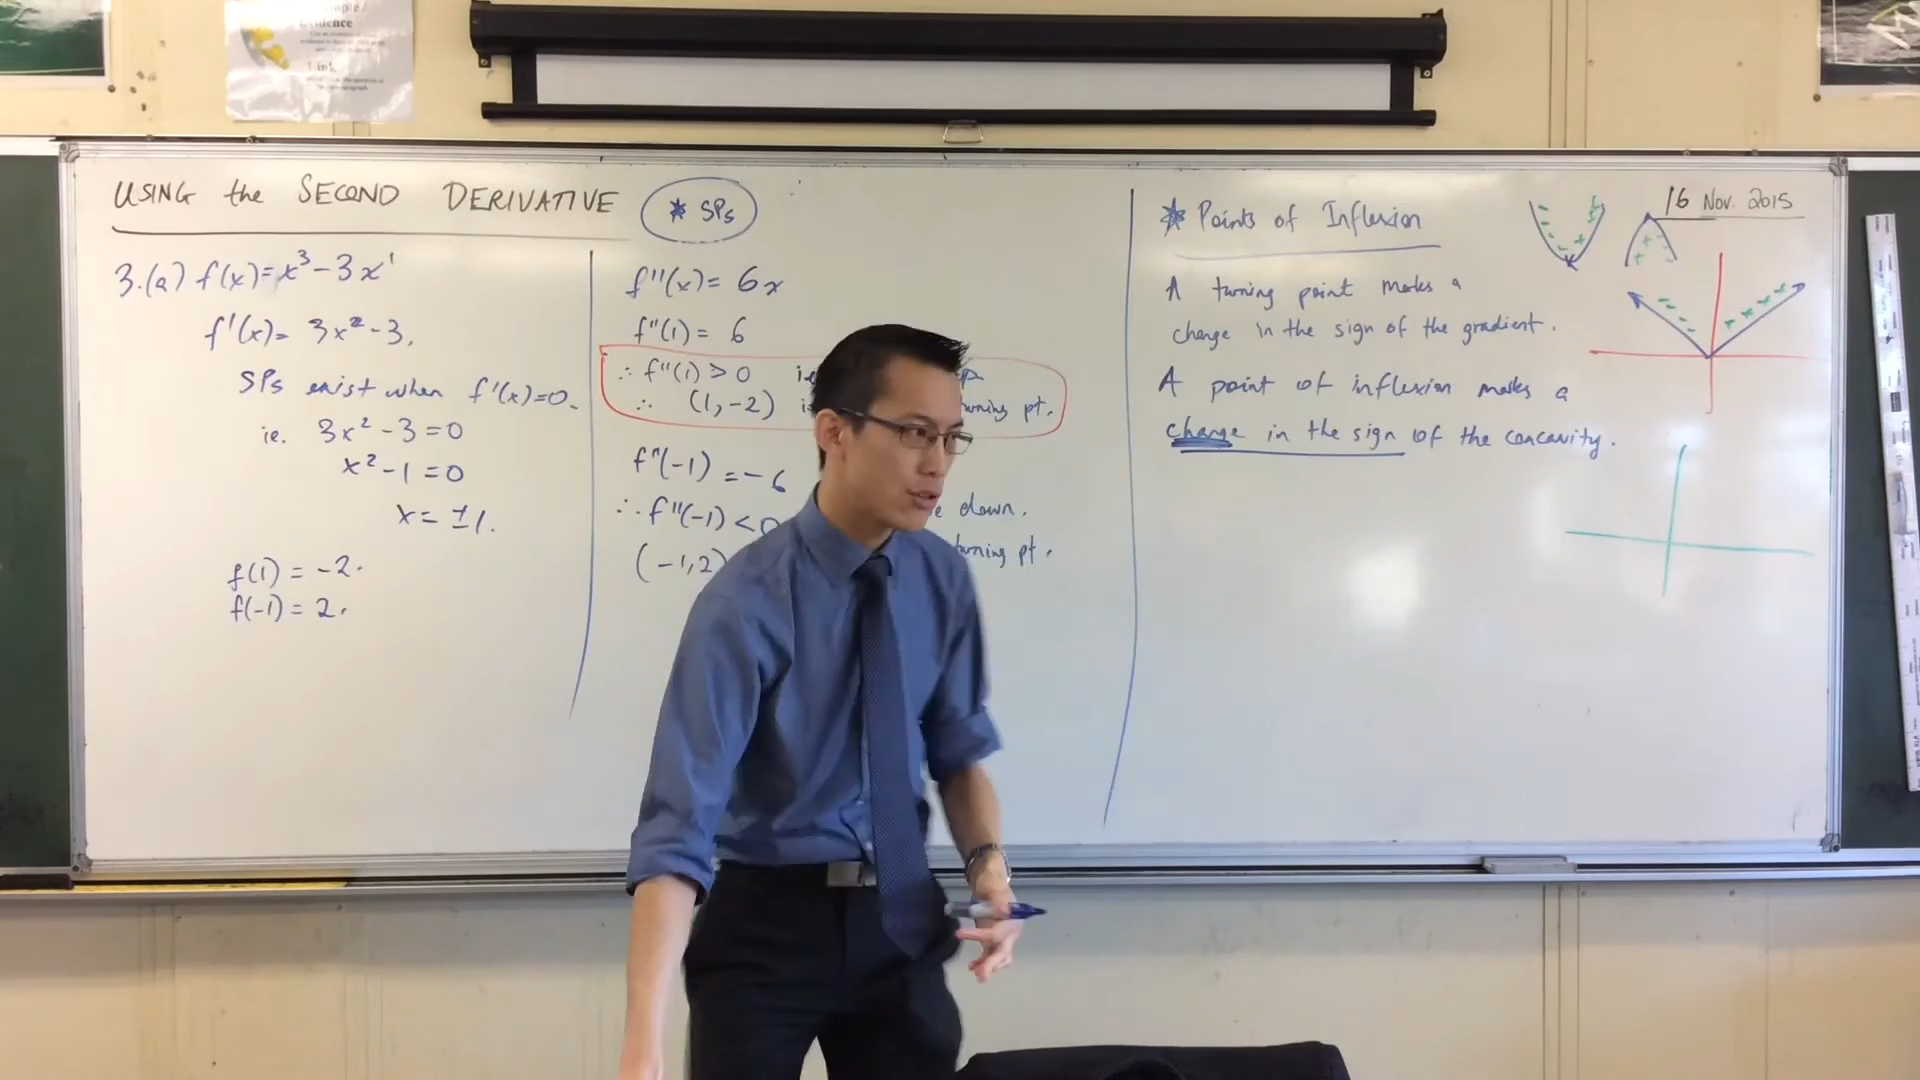 Evidence
Link
USING the SECOND DERIVATIVE
* SPs
3.(a) f(x)=x³-3x¹
f'(x)= 3x²-3,
SPs exist when f'(x)=0.
ie. 3x²-3=0
x²-1=0
x= ±1.
f(1) = -2.
f(-1) = 2.
f''(x)= 6x
f''(1) = 6
∴ f''(1) > 0
∴ (1,-2) turning pt.
f''(-1) = -6
∴ f''(-1) < 0 down.
(-1,2) turning pt.
* Points of Inflexion
A turning point marks a
change in the sign of the gradient.
A point of inflexion marks a
change in the sign of the concavity.
16 Nov. 2015